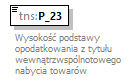 tns:P_23
Wysokość podstawy
opodatkowania z tytułu
wewnątrzwspólnotowego
nabycia towarów